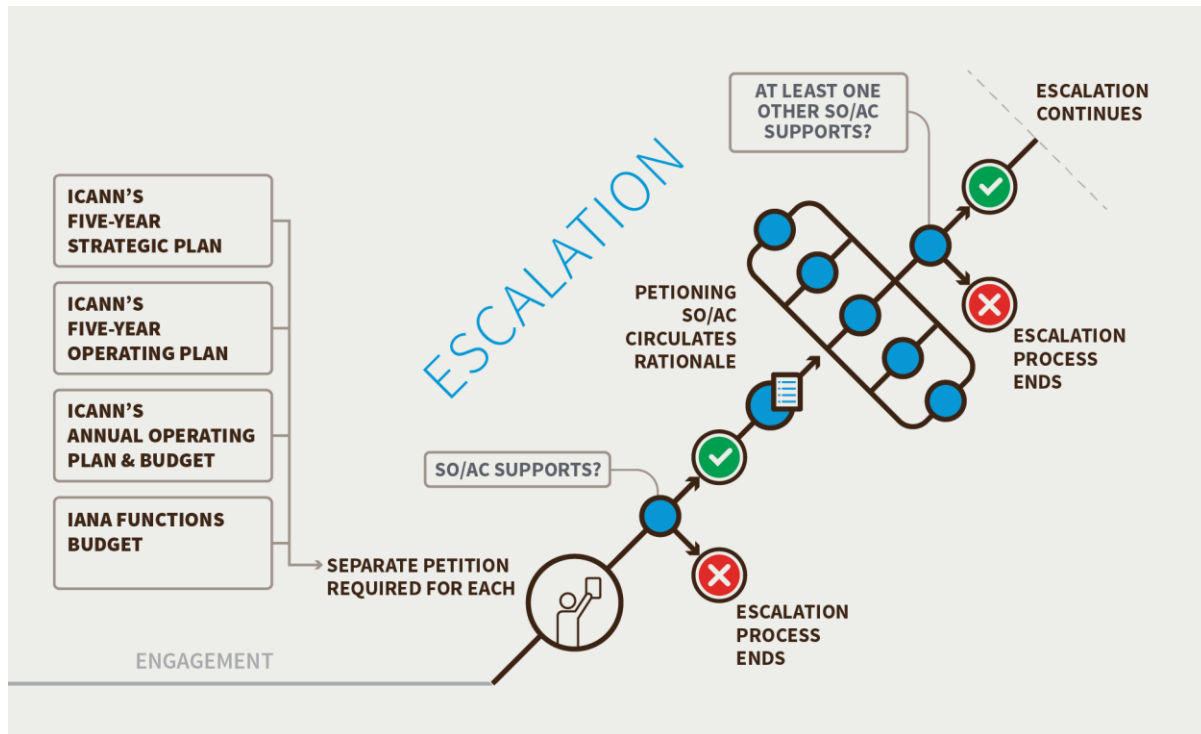 ICANN'S
FIVE-YEAR
STRATEGIC PLAN
ICANN'S
FIVE-YEAR
OPERATING PLAN
ICANN'S
ANNUAL OPERATING
PLAN & BUDGET
IANA FUNCTIONS
BUDGET
SEPARATE PETITION
REQUIRED FOR EACH
ENGAGEMENT
ESCALATION
SO/AC SUPPORTS?
ESCALATION
PROCESS
ENDS
PETIONING
SO/AC
CIRCULATES
RATIONALE
AT LEAST ONE
OTHER SO/AC
SUPPORTS?
ESCALATION
PROCESS
ENDS
ESCALATION
CONTINUES